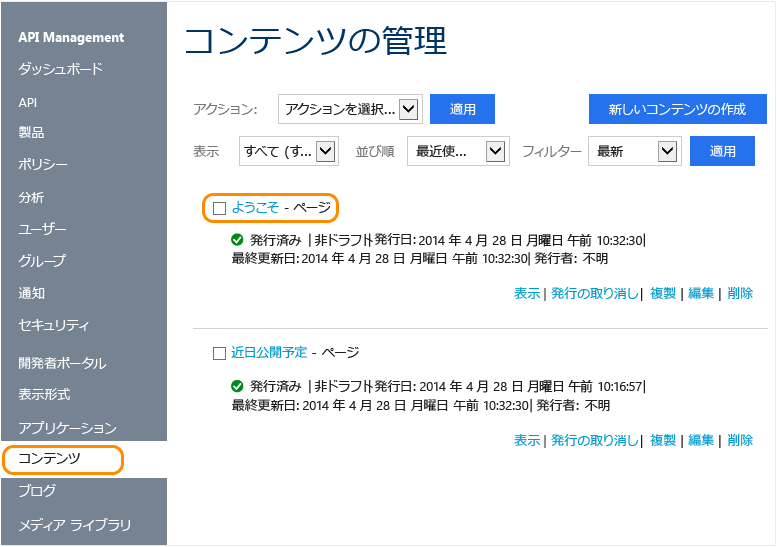 API Management
ダッシュボード
API
製品
ポリシー
分析
ユーザー
グループ
通知
セキュリティ
開発者ポータル
表示形式
アプリケーション
コンテンツ
ブログ
メディア ライブラリ
コンテンツの管理
アクション: アクションを選択... 適用 新しいコンテンツの作成
表示 すべて (す... 並び順 最近使... フィルター 最新 適用
ようこそ - ページ
発行済み |非ドラフト|発行日: 2014 年 4 月 28 日 月曜日 午前 10:32:30|
最終更新日: 2014 年 4 月 28 日 月曜日 午前 10:32:30| 発行者: 不明
表示 | 発行の取り消し | 複製 | 編集 | 削除
近日公開予定 - ページ
発行済み |非ドラフト|発行日: 2014 年 4 月 28 日 月曜日 午前 10:16:57|
最終更新日: 2014 年 4 月 28 日 月曜日 午前 10:32:30| 発行者: 不明
表示 | 発行の取り消し | 複製 | 編集 | 削除